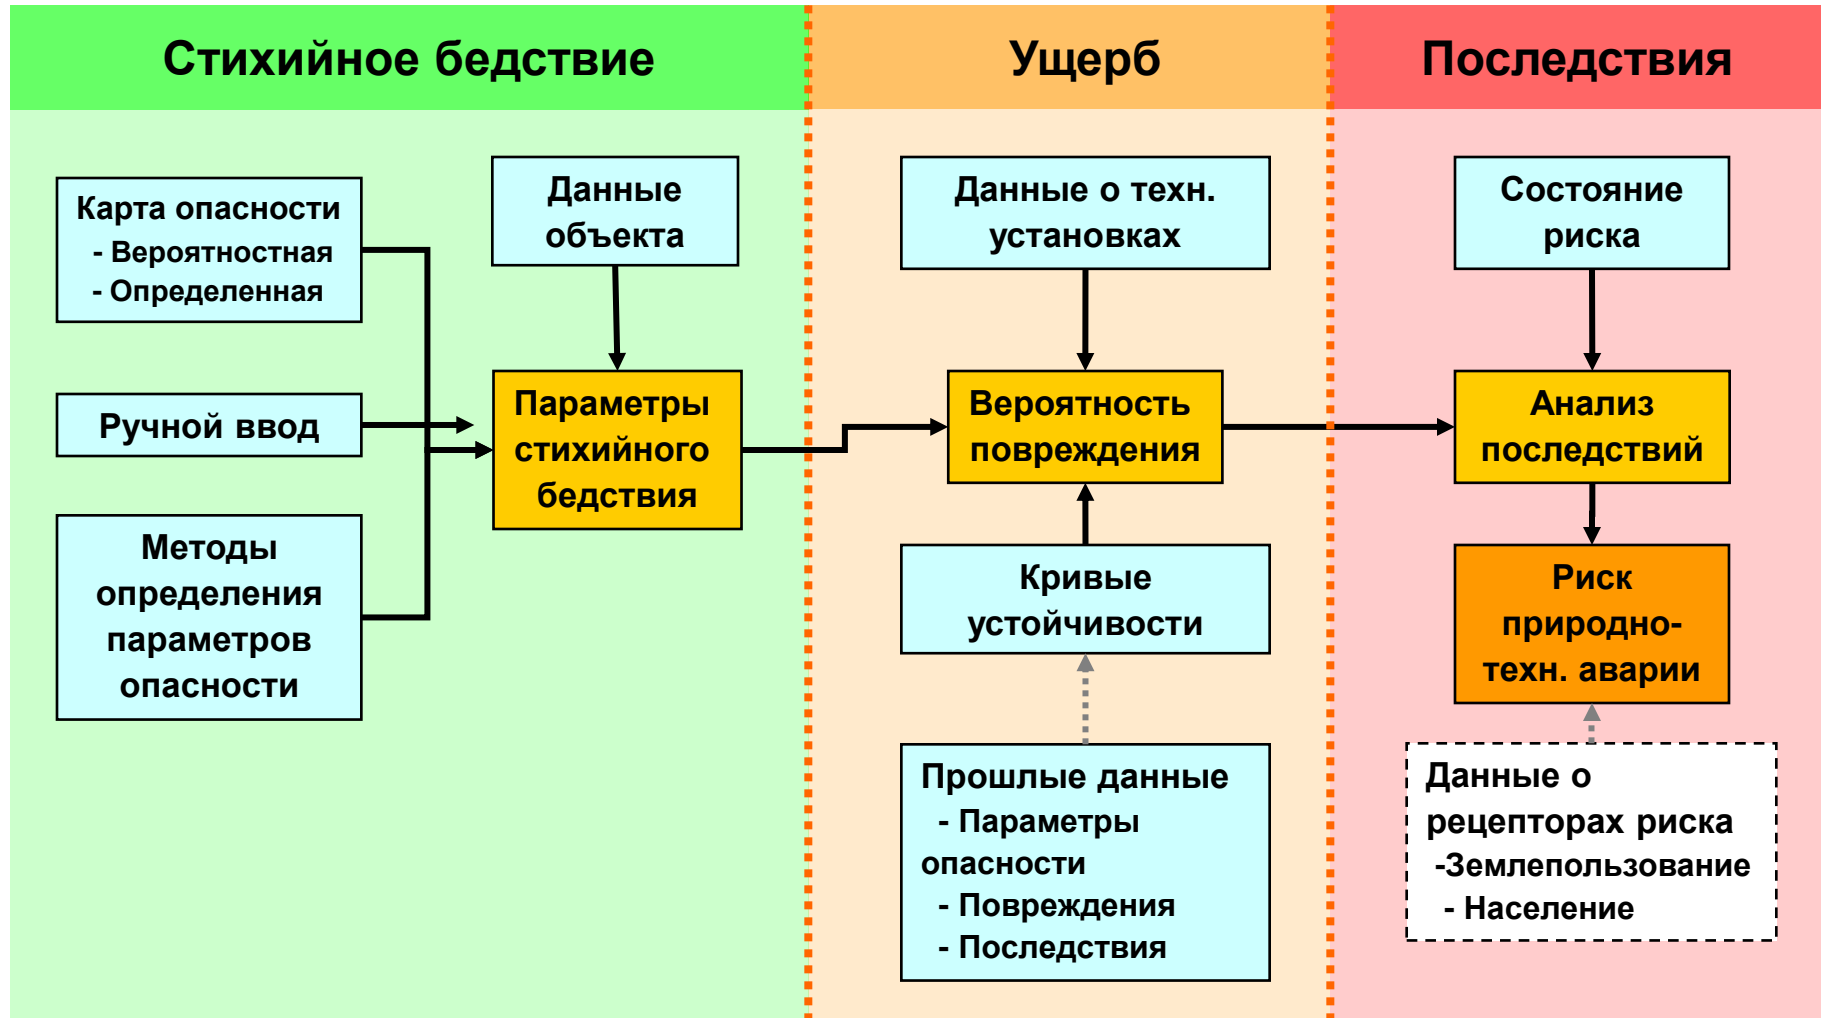 Стихийное бедствие
Ущерб
Последствия
Карта опасности
- Вероятностная
- Определенная
Данные
объекта
Ручной ввод
Параметры
стихийного
бедствия
Методы
определения
параметров
опасности
Данные о техн.
установках
Вероятность
повреждения
Кривые
устойчивости
Прошлые данные
- Параметры
опасности
- Повреждения
- Последствия
Состояние
риска
Анализ
последствий
Риск
природно-
техн. аварии
Данные о
рецепторах риска
-Землепользование
- Население